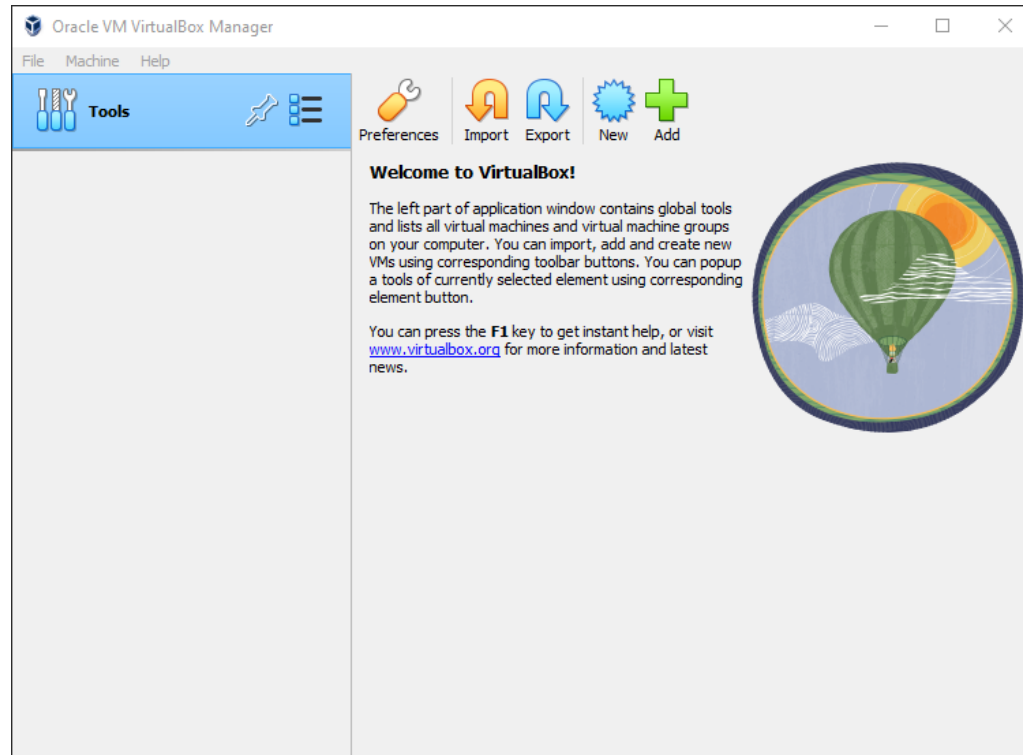 Oracle VM VirtualBox Manager
File Machine Help
Tools
Preferences Import Export New Add
Welcome to VirtualBox!
The left part of application window contains global tools
and lists all virtual machines and virtual machine groups
on your computer. You can import, add and create new
VMs using corresponding toolbar buttons. You can popup
a tools of currently selected element using corresponding
element button.
You can press the F1 key to get instant help, or visit
www.virtualbox.org for more information and latest
news.